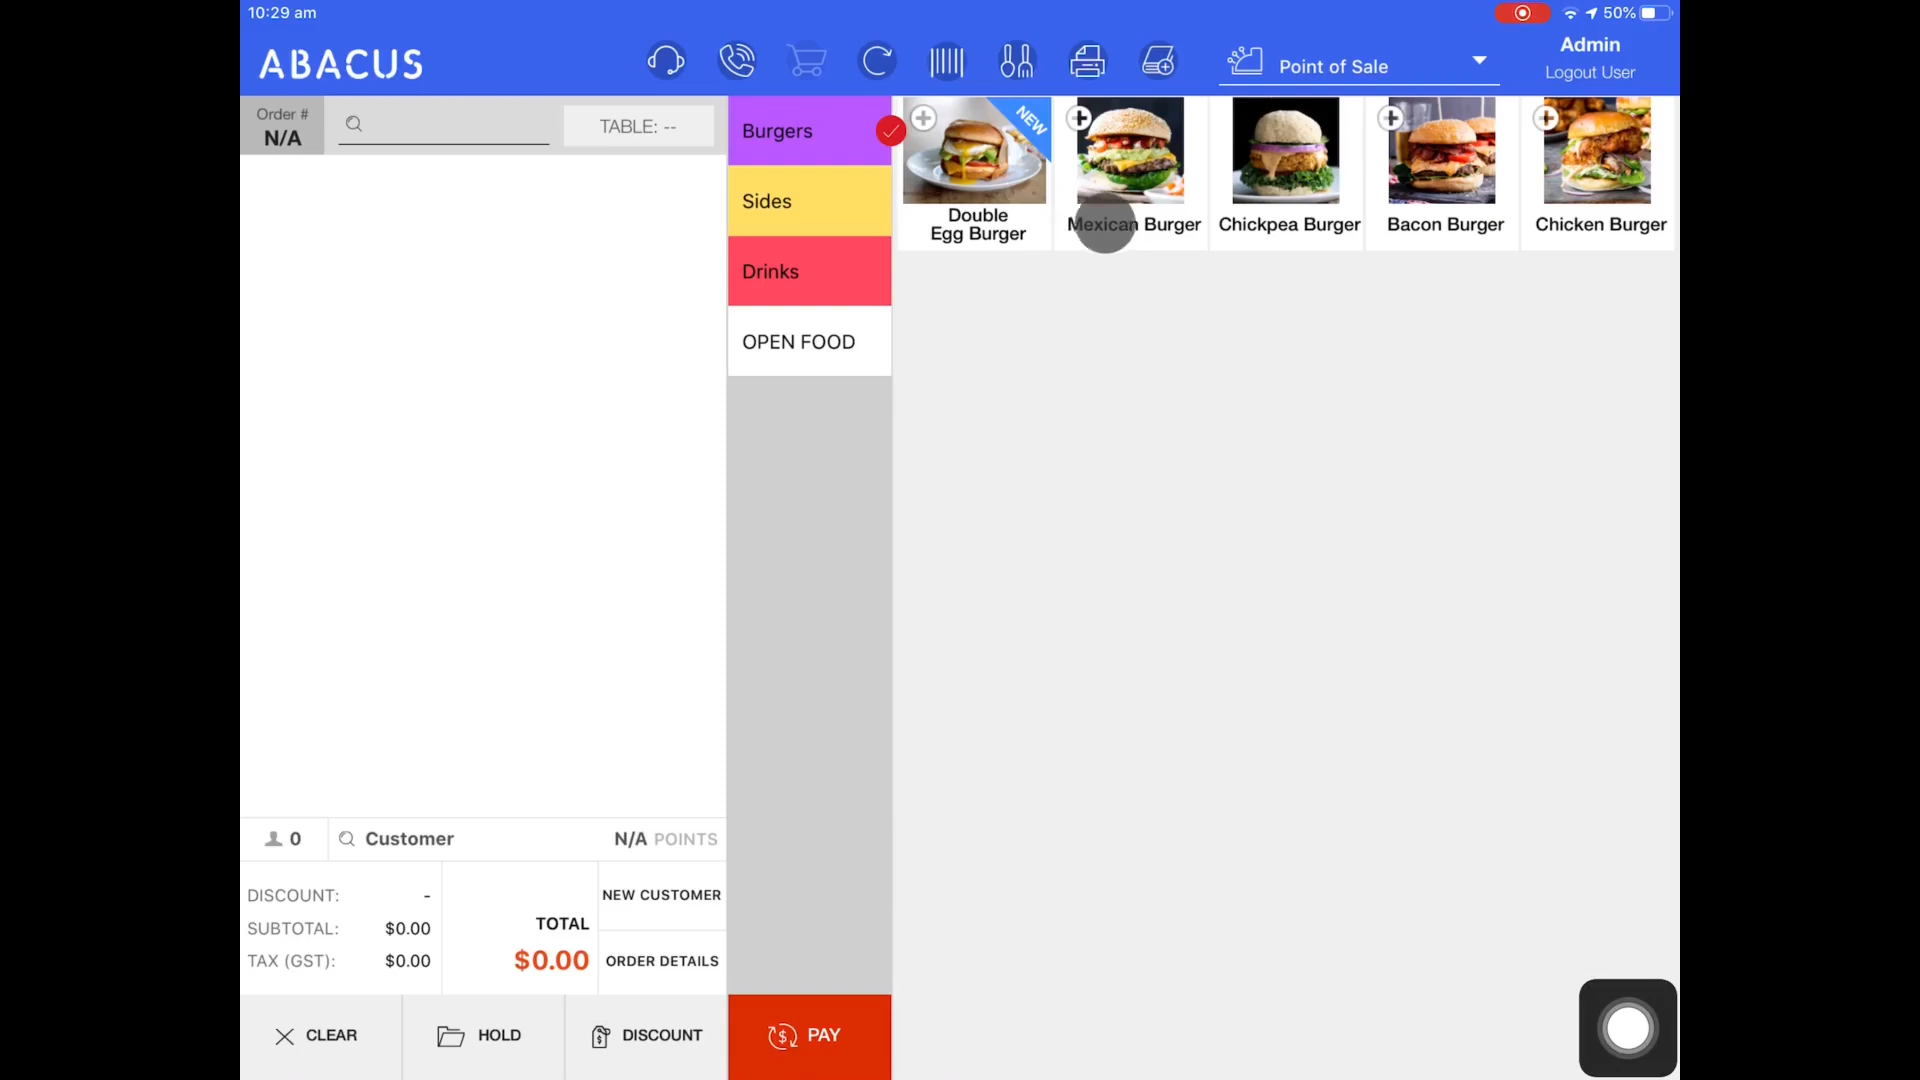 10:29 am
50%
ABACUS
Point of Sale
Admin
Logout User
Order #
N/A
TABLE: --
Burgers
Sides
Drinks
OPEN FOOD
NEW
Double
Egg Burger
Mexican Burger
Chickpea Burger
Bacon Burger
Chicken Burger
0
Customer
N/A POINTS
DISCOUNT: -
SUBTOTAL: $0.00
TAX (GST): $0.00
TOTAL
$0.00
NEW CUSTOMER
ORDER DETAILS
CLEAR
HOLD
DISCOUNT
PAY